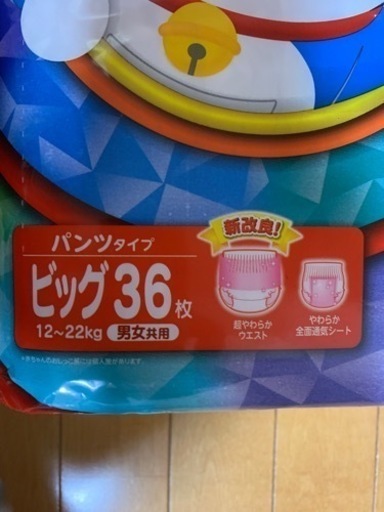 新改良!
パンツタイプ
ビッグ36枚
12~22kg 男女共用
超やわらか
ウエスト
やわらか
全面通気シート